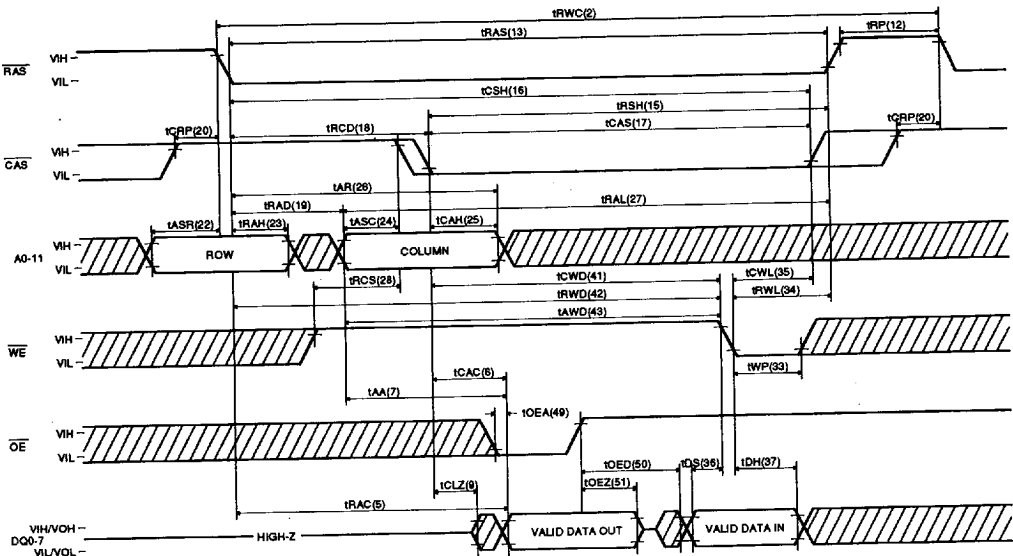 tRWC(2)
tRAS(13)
tRP(12)
RAS
VIH
VIL
tCSH(16)
tRSH(15)
tCAS(17)
tCRP(20)
tRCD(18)
tCRP(20)
CAS
VIH
VIL
tAR(26)
tRAD(19)
tRAL(27)
tASR(22)
tRAH(23)
tASC(24)
tCAH(25)
A0-11
VIH
VIL
ROW
COLUMN
tRCS(28)
tCWD(41)
tCWL(35)
tRWD(42)
tRWL(34)
tAWD(43)
WE
VIH
VIL
tWP(33)
tCAC(6)
tAA(7)
tOEA(49)
OE
VIH
VIL
tOED(50)
tDS(36)
tDH(37)
tCLZ(9)
tOEZ(51)
tRAC(5)
VIH/VOH
DQ0-7
VIL/VOL
HIGH-Z
VALID DATA OUT
VALID DATA IN